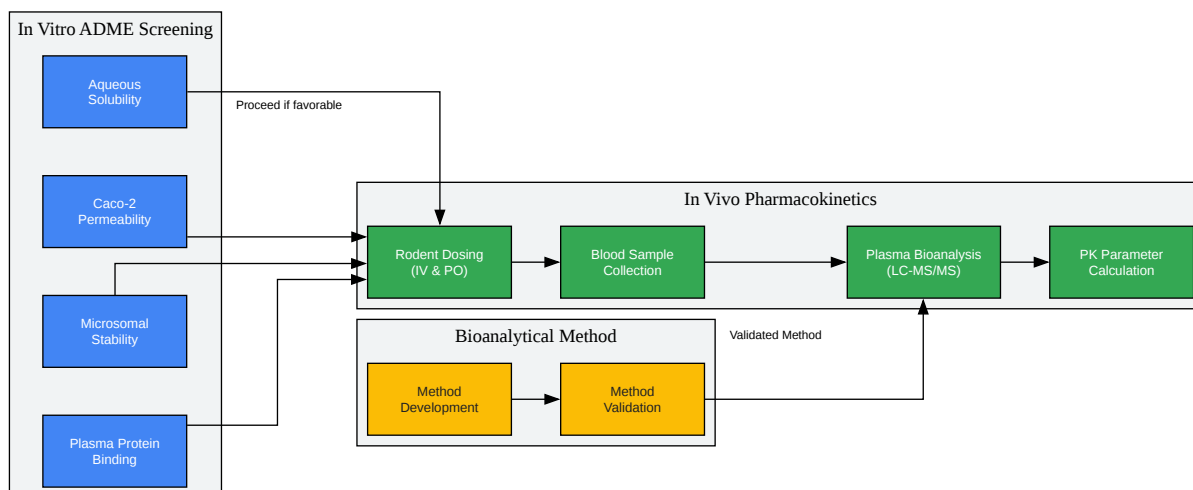 In Vitro ADME Screening
Aqueous
Solubility
Proceed if favorable
Caco-2
Permeability
In Vivo Pharmacokinetics
Rodent Dosing
(IV & PO)
Blood Sample
Collection
Plasma Bioanalysis
(LC-MS/MS)
PK Parameter
Calculation
Microsomal
Stability
Bioanalytical Method
Validated Method
Method
Development
Method
Validation
Plasma Protein
Binding